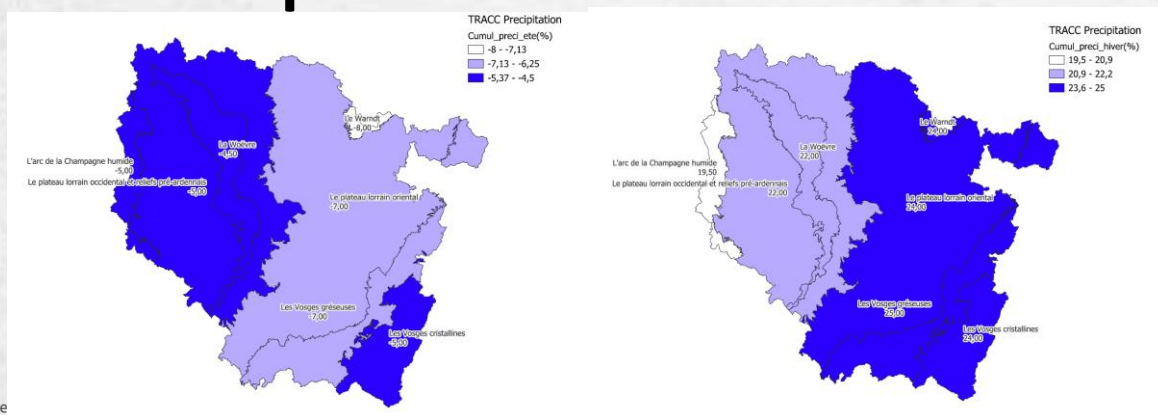 TRACC Precipitation
Cumul_preci_ete(%)
-8 - -7,13
-7,13 - -6,25
-5,37 - -4,5
Le Warndt
-8,00
La Woëvre
-4,50
L'arc de la Champagne humide
-5,00
Le plateau lorrain occidental et reliefs pré-ardennais
-5,00
Le plateau lorrain oriental
-7,00
Les Vosges gréseuses
-7,00
Les Vosges cristallines
-5,00
TRACC Precipitation
Cumul_preci_hiver(%)
19,5 - 20,9
20,9 - 22,2
23,6 - 25
Le Warndt
24,00
La Woëvre
22,00
L'arc de la Champagne humide
19,50
Le plateau lorrain occidental et reliefs pré-ardennais
22,00
Le plateau lorrain oriental
24,00
Les Vosges gréseuses
25,00
Les Vosges cristallines
24,00